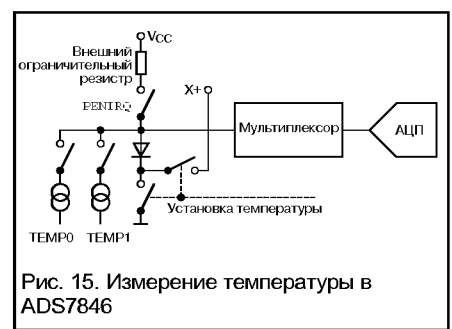 VCC
Внешний
ограничительный
резистр
X+
PENIRQ
Мультиплексор
АЦП
Установка температуры
TEMP0
TEMP1
Рис. 15. Измерение температуры в
ADS7846